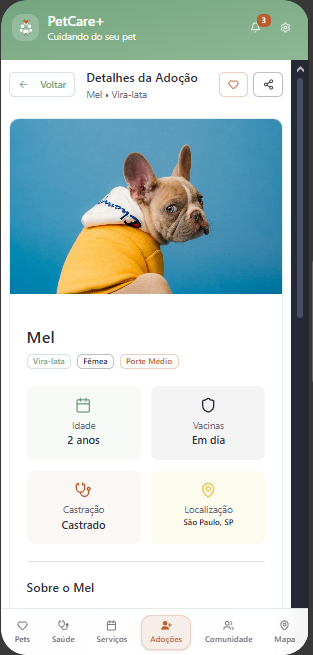 PetCare+
Cuidando do seu pet
3
Voltar
Detalhes da Adoção
Mel • Vira-lata
Mel
Vira-lata
Fêmea
Porte Médio
Idade
2 anos
Vacinas
Em dia
Castração
Castrado
Localização
São Paulo, SP
Sobre o Mel
Pets
Saúde
Serviços
Adoções
Comunidade
Mapa